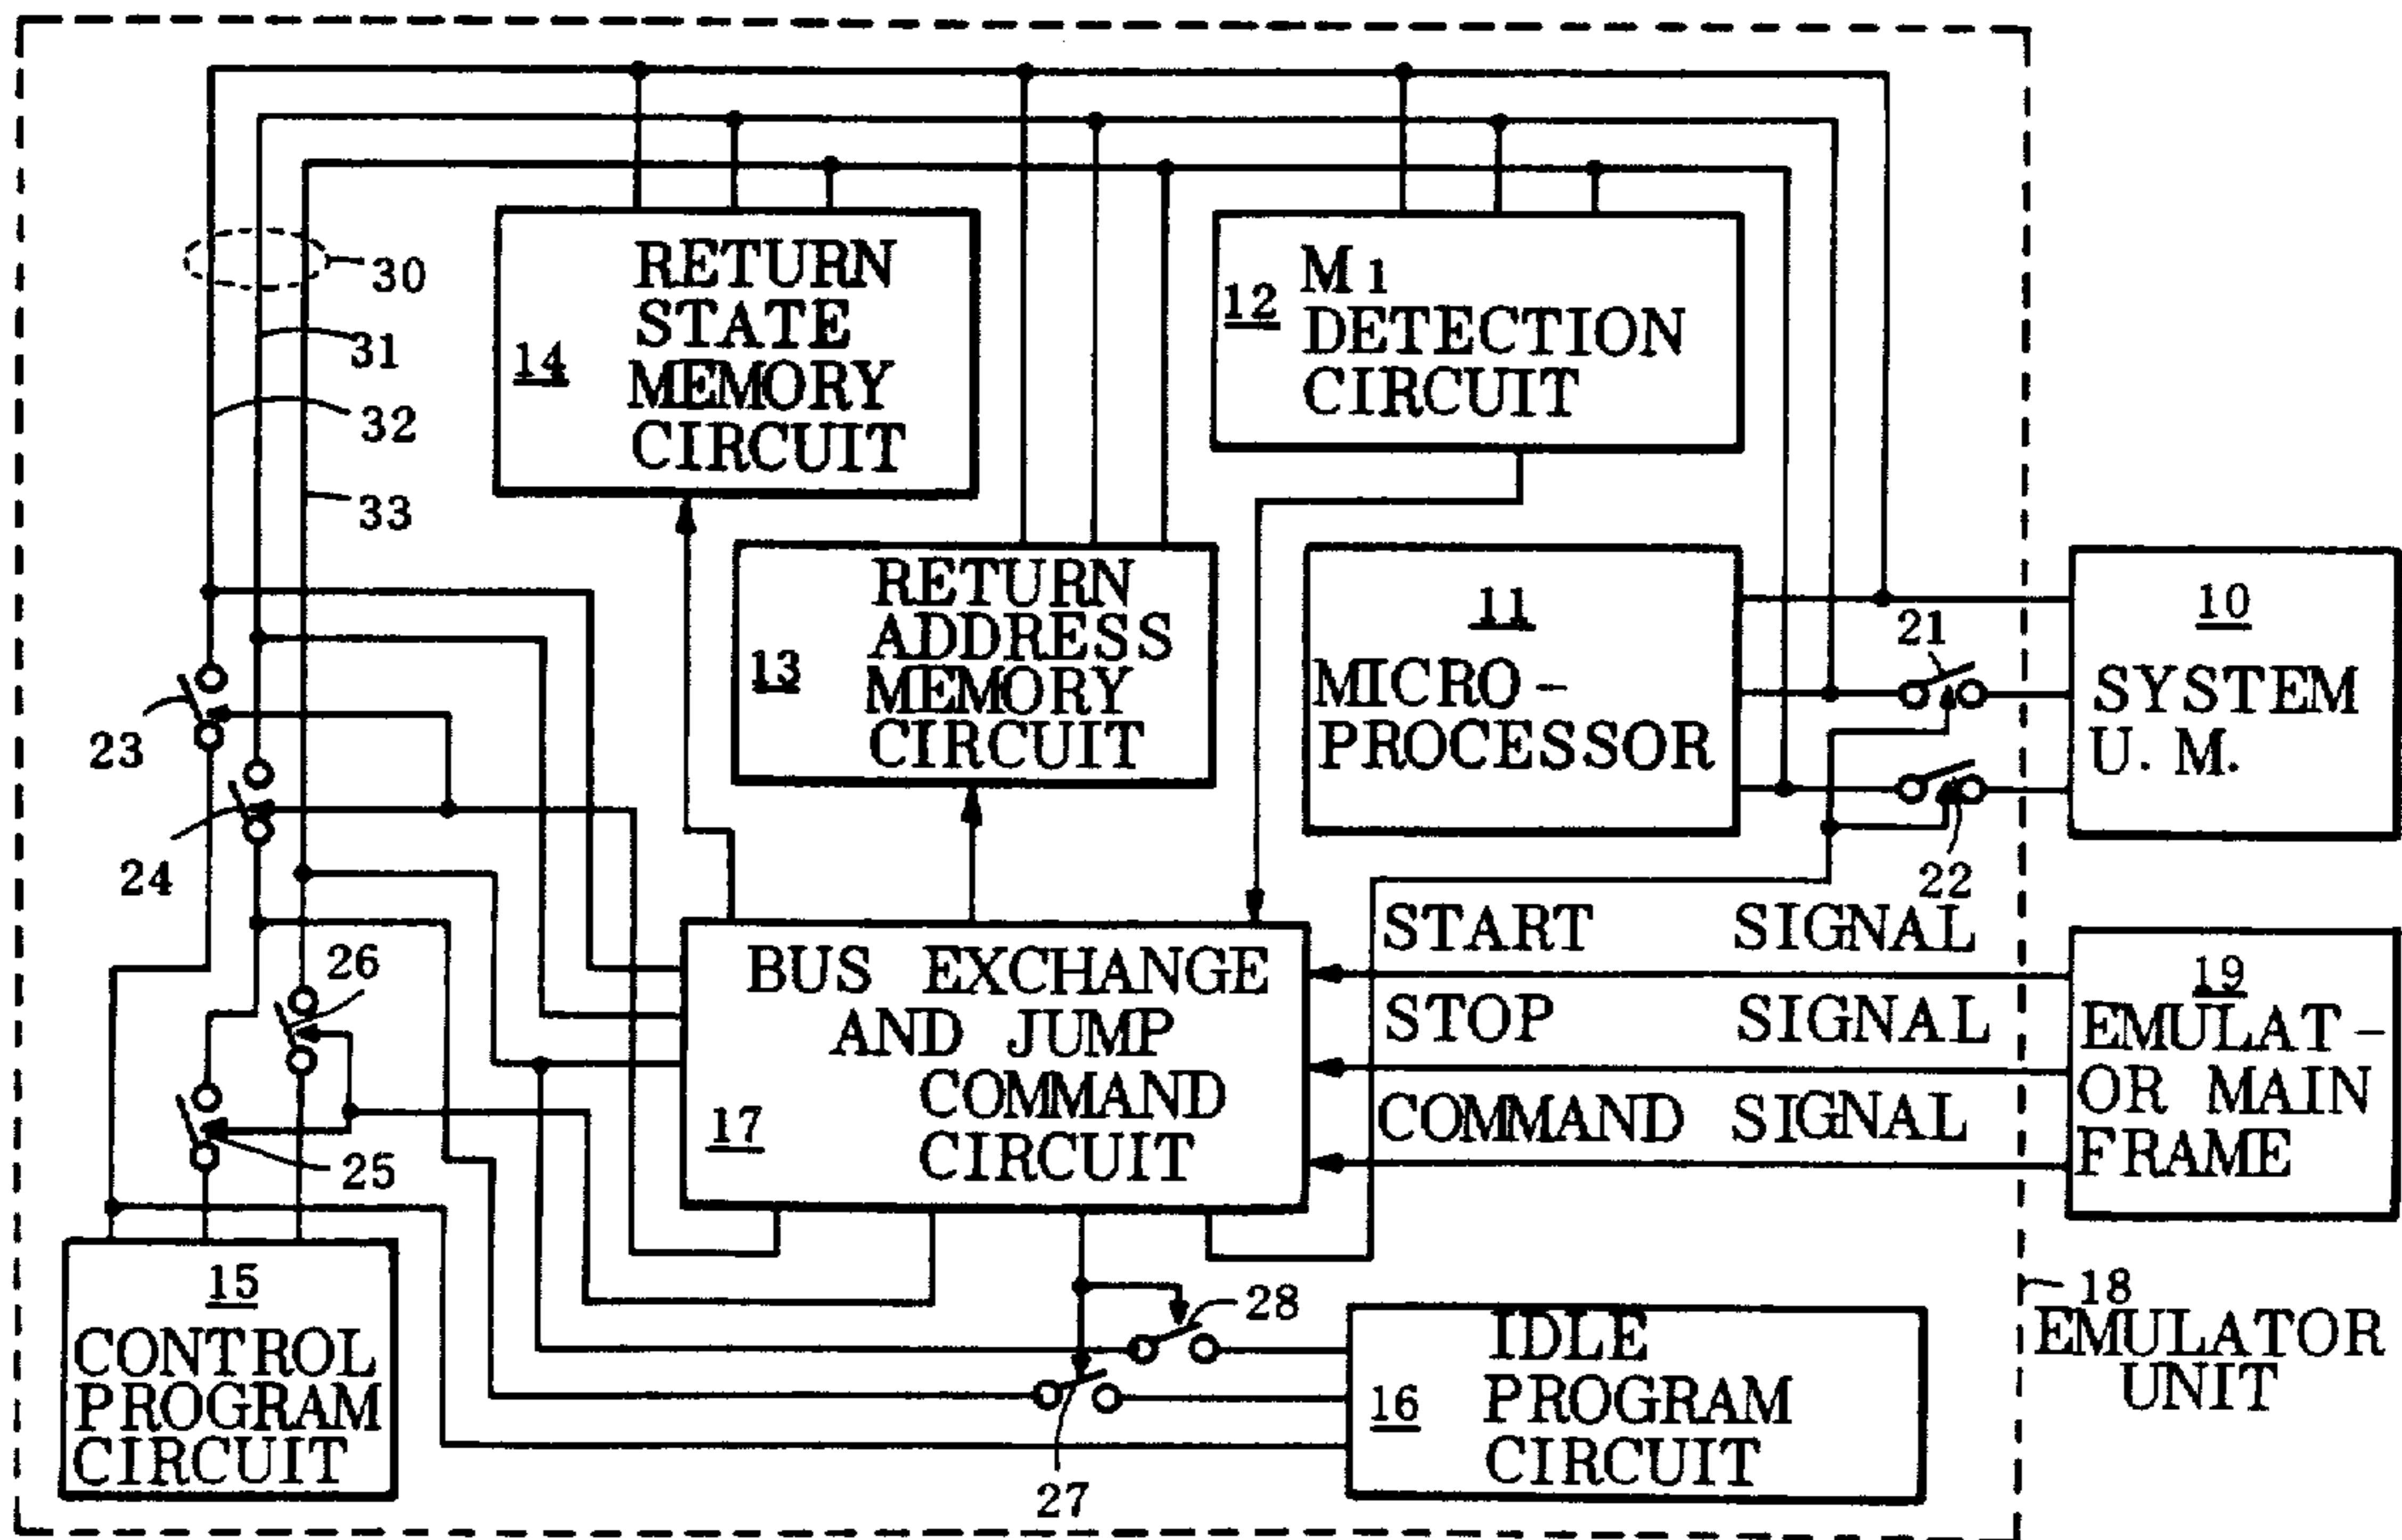 30
31
32
33
14
RETURN
STATE
MEMORY
CIRCUIT
12
M1
DETECTION
CIRCUIT
13
RETURN
ADDRESS
MEMORY
CIRCUIT
11
MICRO-
PROCESSOR
21
22
10
SYSTEM
U. M.
23
24
26
25
17
BUS EXCHANGE
AND JUMP
COMMAND
CIRCUIT
START SIGNAL
STOP SIGNAL
COMMAND SIGNAL
19
EMULAT-
OR MAIN
FRAME
15
CONTROL
PROGRAM
CIRCUIT
28
27
16
IDLE
PROGRAM
CIRCUIT
18
EMULATOR
UNIT